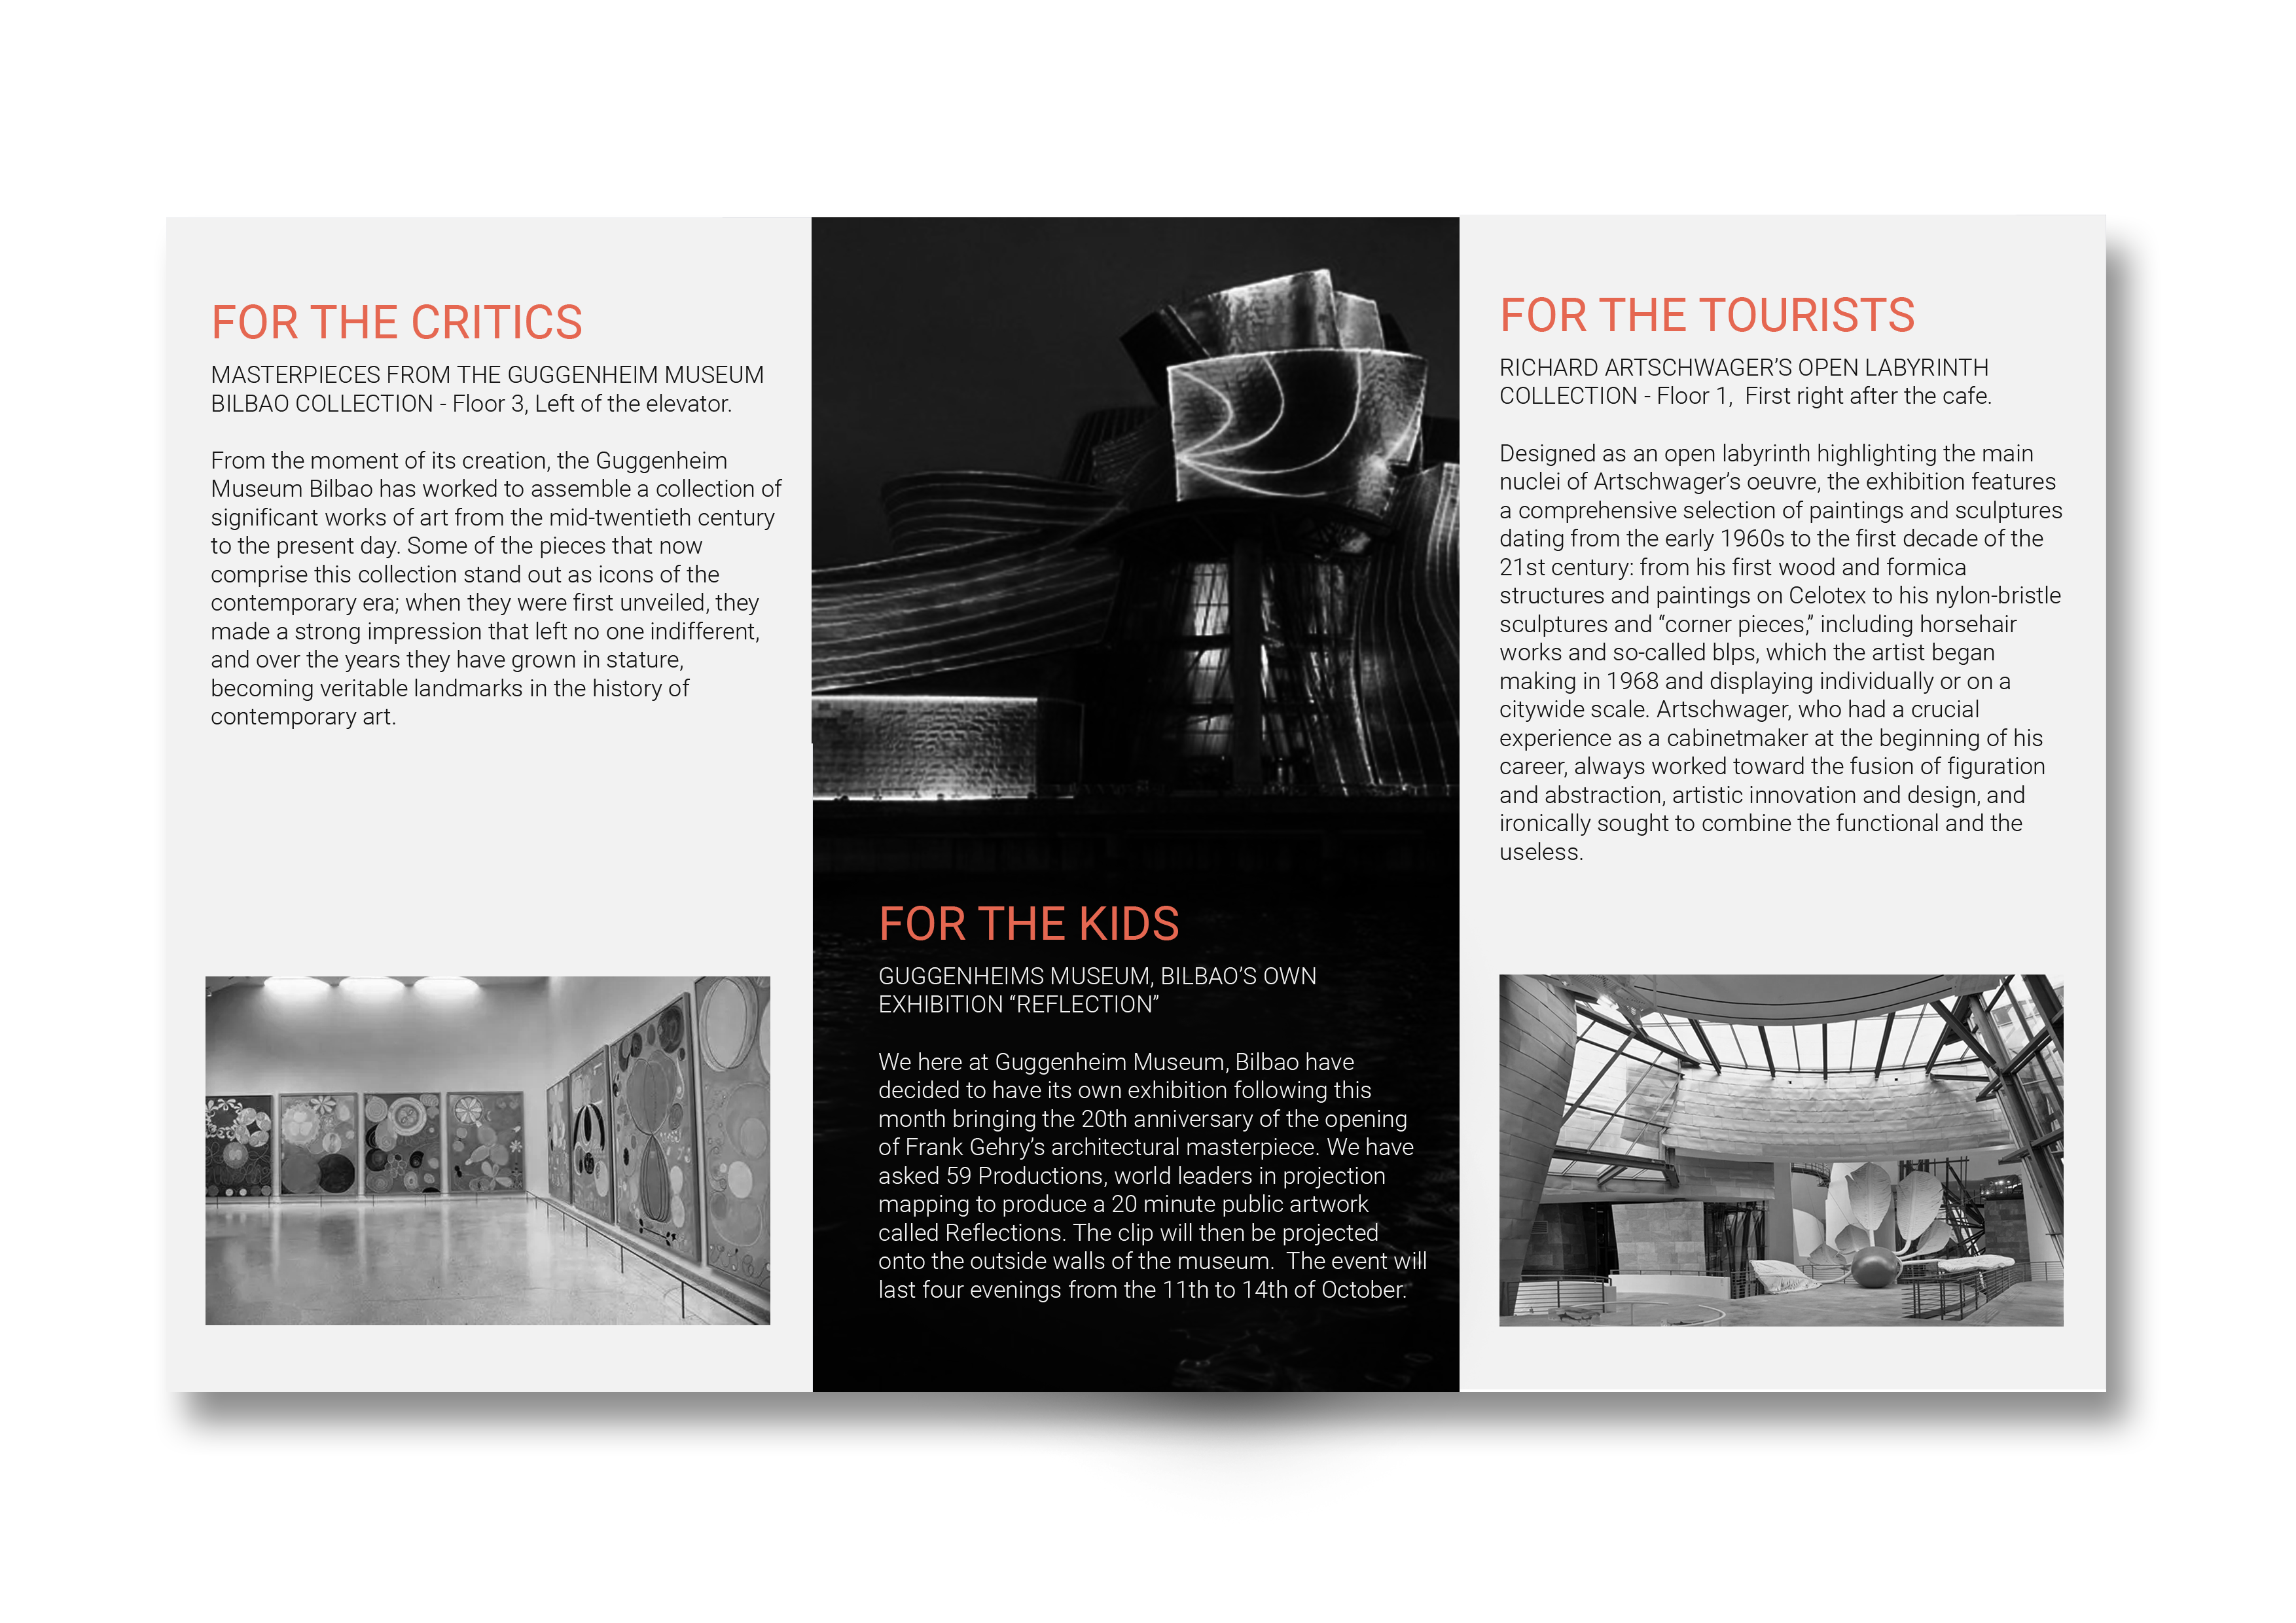 FOR THE CRITICS
MASTERPIECES FROM THE GUGGENHEIM MUSEUM
BILBAO COLLECTION - Floor 3, Left of the elevator.
From the moment of its creation, the Guggenheim
Museum Bilbao has worked to assemble a collection of
significant works of art from the mid-twentieth century
to the present day. Some of the pieces that now
comprise this collection stand out as icons of the
contemporary era; when they were first unveiled, they
made a strong impression that left no one indifferent,
and over the years they have grown in stature,
becoming veritable landmarks in the history of
contemporary art.
FOR THE KIDS
GUGGENHEIMS MUSEUM, BILBAO’S OWN
EXHIBITION “REFLECTION”
We here at Guggenheim Museum, Bilbao have
decided to have its own exhibition following this
month bringing the 20th anniversary of the opening
of Frank Gehry’s architectural masterpiece. We have
asked 59 Productions, world leaders in projection
mapping to produce a 20 minute public artwork
called Reflections. The clip will then be projected
onto the outside walls of the museum.  The event will
last four evenings from the 11th to 14th of October.
FOR THE TOURISTS
RICHARD ARTSCHWAGER’S OPEN LABYRINTH
COLLECTION - Floor 1,  First right after the cafe.
Designed as an open labyrinth highlighting the main
nuclei of Artschwager’s oeuvre, the exhibition features
a comprehensive selection of paintings and sculptures
dating from the early 1960s to the first decade of the
21st century: from his first wood and formica
structures and paintings on Celotex to his nylon-bristle
sculptures and “corner pieces,” including horsehair
works and so-called blps, which the artist began
making in 1968 and displaying individually or on a
citywide scale. Artschwager, who had a crucial
experience as a cabinetmaker at the beginning of his
career, always worked toward the fusion of figuration
and abstraction, artistic innovation and design, and
ironically sought to combine the functional and the
useless.